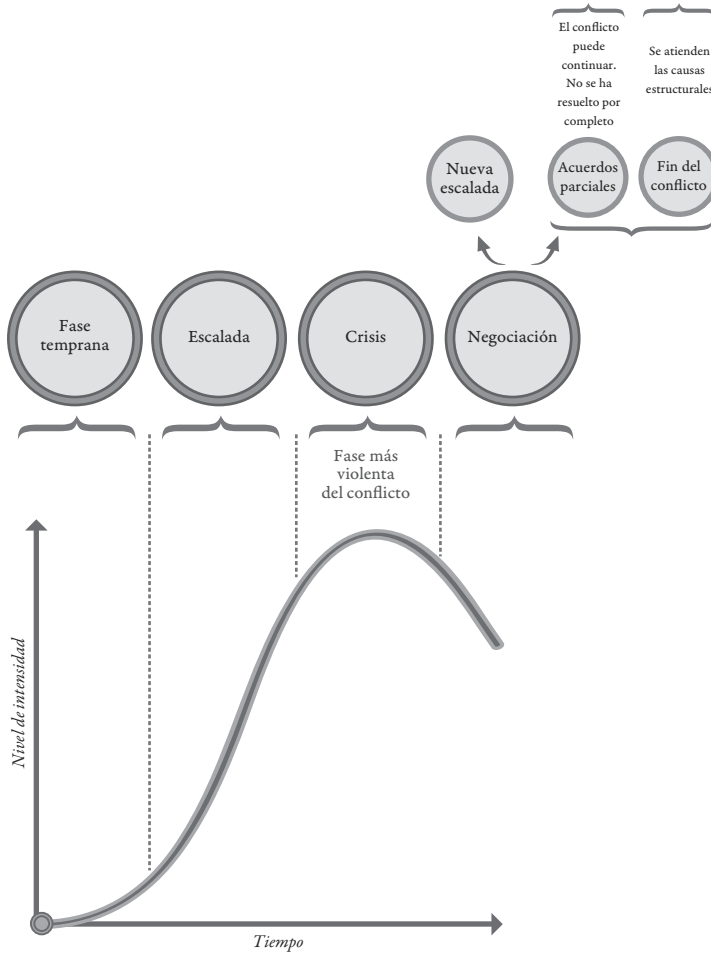 El conflicto
puede
continuar.
No se ha
resuelto por
completo
Se atienden
las causas
estructurales
Nueva
escalada
Acuerdos
parciales
Fin del
conflicto
Fase
temprana
Escalada
Crisis
Negociación
Fase más
violenta
del conflicto
Nivel de intensidad
Tiempo